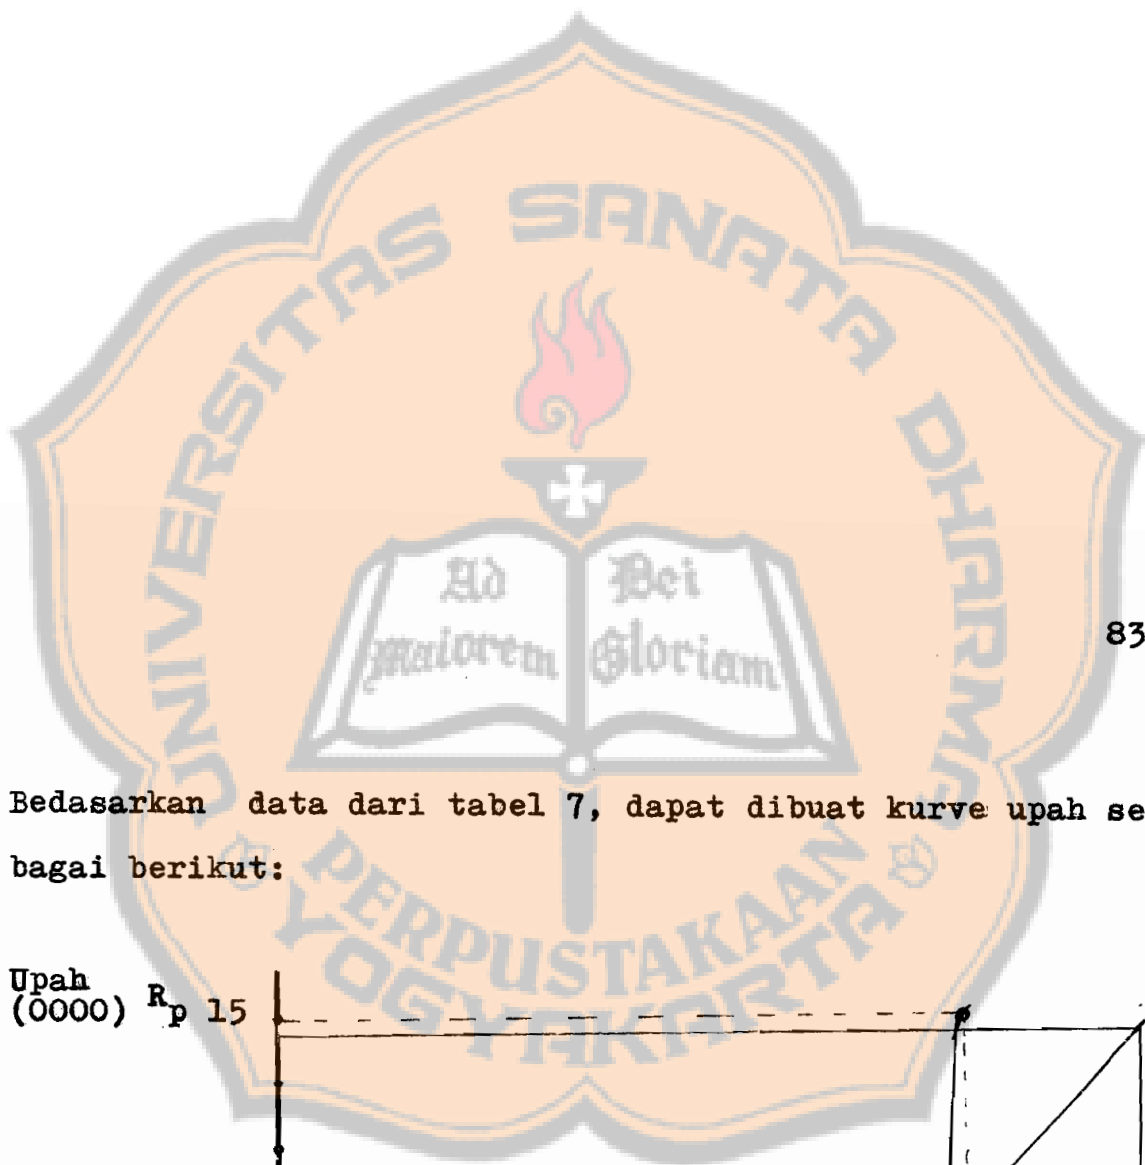 UNIVERSITAS SANATA DHARMA
Ad Maiorem
Dei Gloriam
PERPUSTAKAAN
YOGYAKARTA
83
Bedasarkan data dari tabel 7, dapat dibuat kurve upah se
bagai berikut:
Upah
(0000) Rp 15